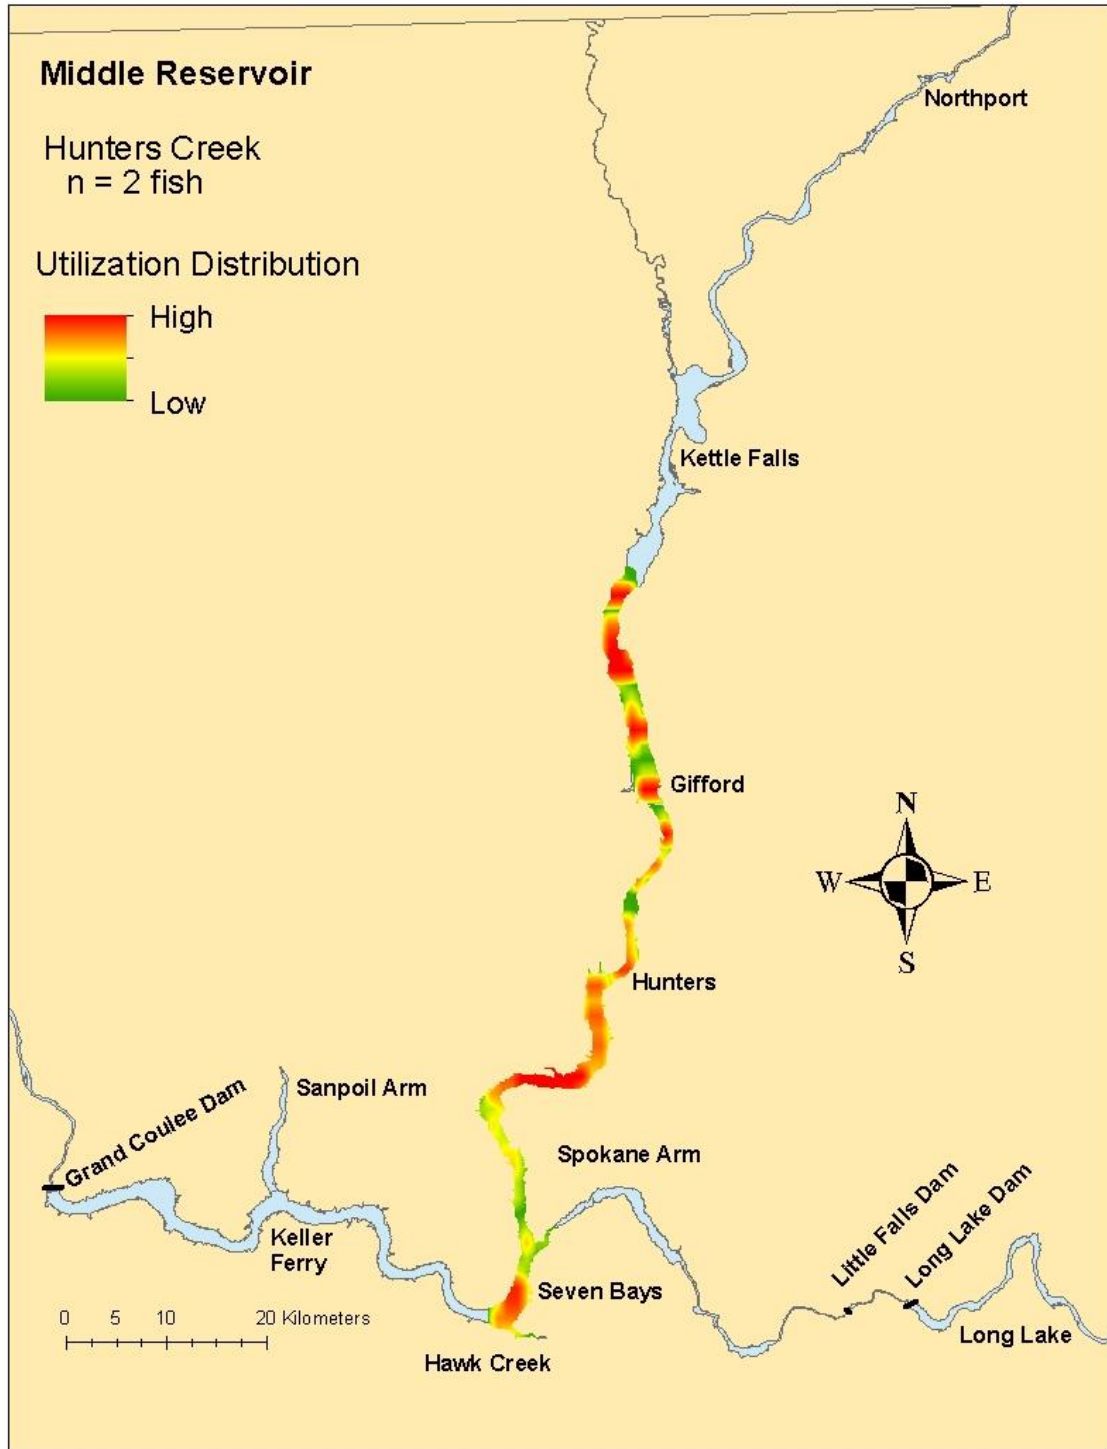 Middle Reservoir
Northport
Hunters Creek
n = 2 fish
Utilization Distribution
High
Low
Kettle Falls
Gifford
N
W
E
S
Hunters
Sanpoil Arm
Grand Coulee Dam
Spokane Arm
Little Falls Dam
Long Lake Dam
Keller
Ferry
Seven Bays
0 5 10 20 Kilometers
Long Lake
Hawk Creek